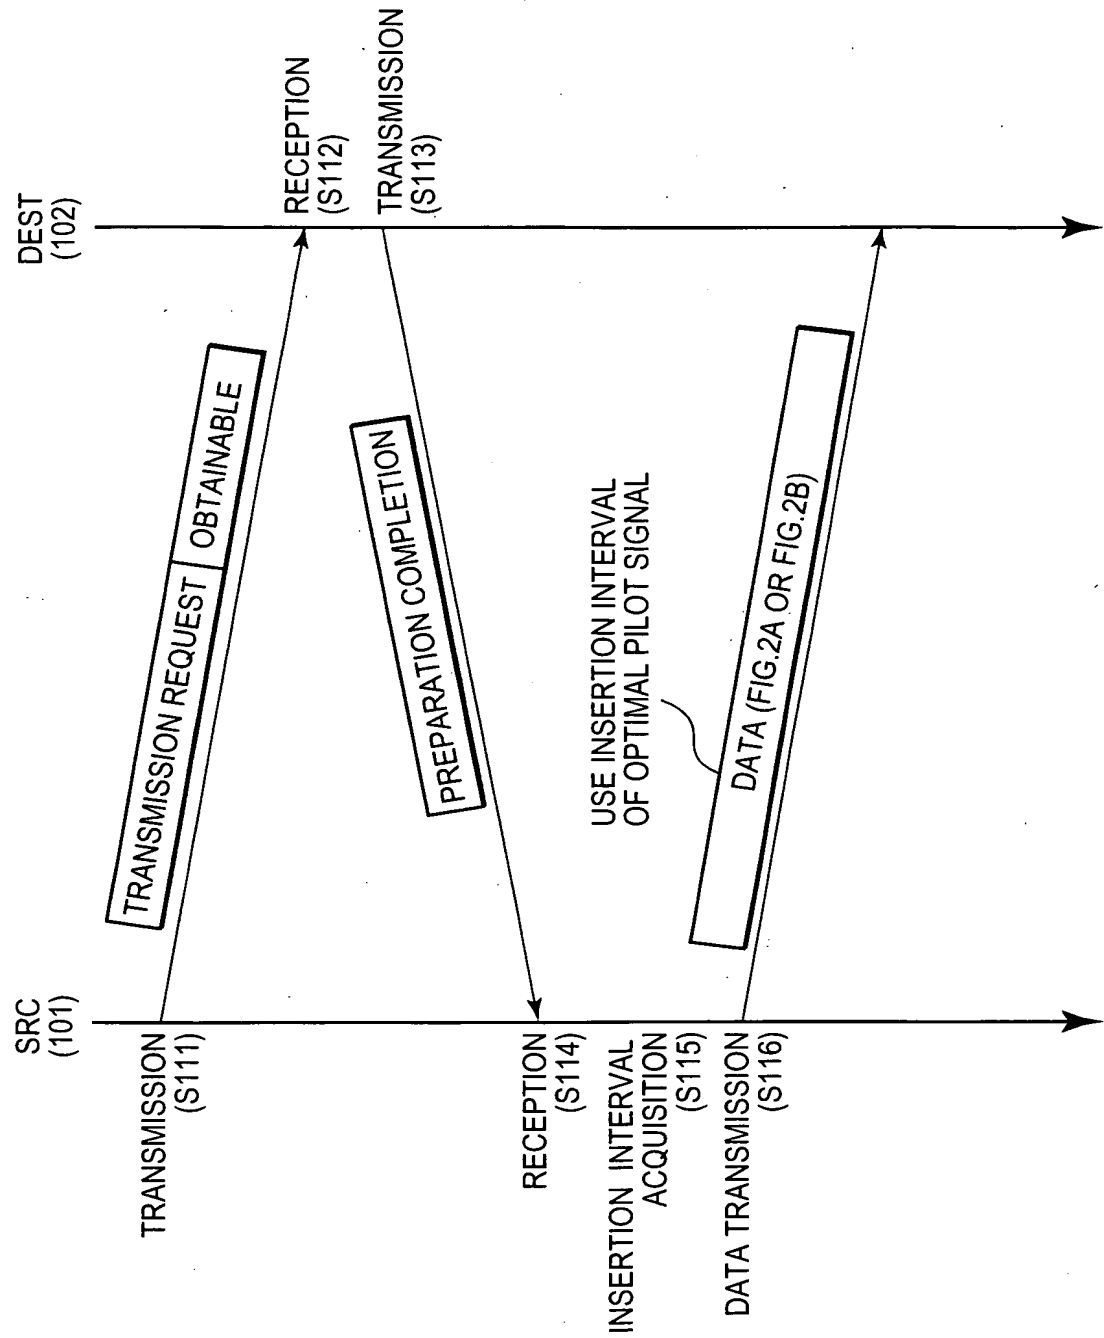 SRC
(101)
DEST
(102)
TRANSMISSION
(S111)
TRANSMISSION REQUEST
OBTAINABLE
RECEPTION
(S112)
TRANSMISSION
(S113)
PREPARATION COMPLETION
RECEPTION
(S114)
INSERTION INTERVAL
ACQUISITION
(S115)
USE INSERTION INTERVAL
OF OPTIMAL PILOT SIGNAL
DATA TRANSMISSION
(S116)
DATA (FIG.2A OR FIG.2B)